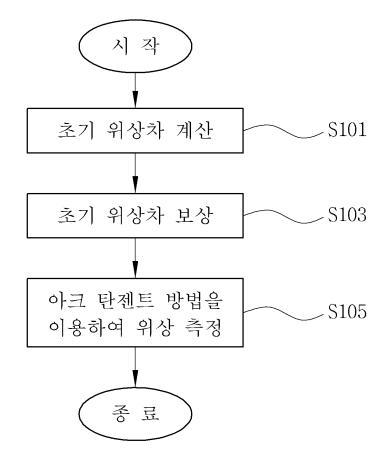 시 작
초기 위상차 계산
S101
초기 위상차 보상
S103
아크 탄젠트 방법을
이용하여 위상 측정
S105
종 료